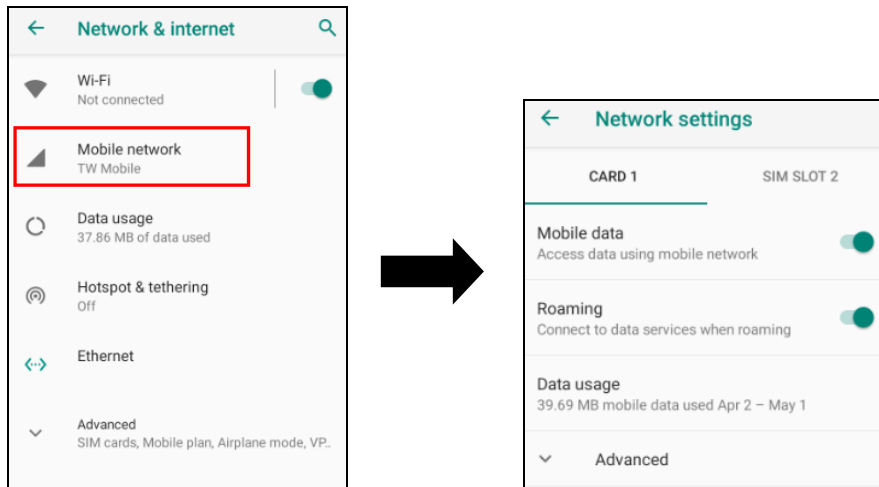 Network & internet
Wi-Fi
Not connected
Mobile network
TW Mobile
Data usage
37.86 MB of data used
Hotspot & tethering
Off
Ethernet
Advanced
SIM cards, Mobile plan, Airplane mode, VP..
Network settings
CARD 1
SIM SLOT 2
Mobile data
Access data using mobile network
Roaming
Connect to data services when roaming
Data usage
39.69 MB mobile data used Apr 2 – May 1
Advanced